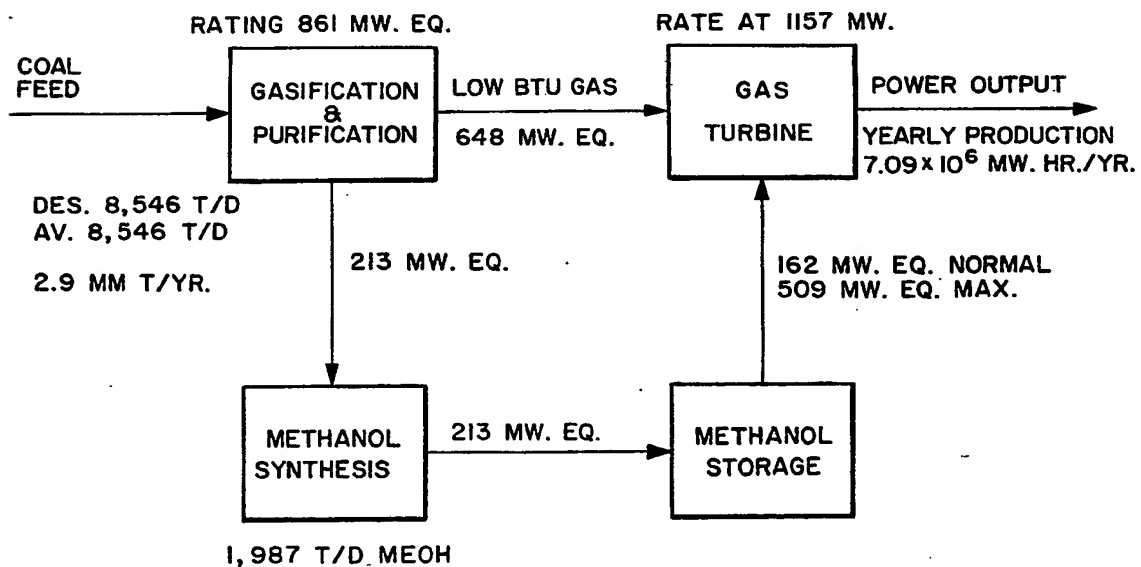 RATING 861 MW. EQ.
RATE AT 1157 MW.
COAL
FEED
GASIFICATION
&
PURIFICATION
LOW BTU GAS
648 MW. EQ.
GAS
TURBINE
POWER OUTPUT
YEARLY PRODUCTION
7.09 x 10⁶ MW. HR./YR.
DES. 8,546 T/D
AV. 8,546 T/D
2.9 MM T/YR.
213 MW. EQ.
162 MW. EQ. NORMAL
509 MW. EQ. MAX.
METHANOL
SYNTHESIS
213 MW. EQ.
METHANOL
STORAGE
1,987 T/D MEOH